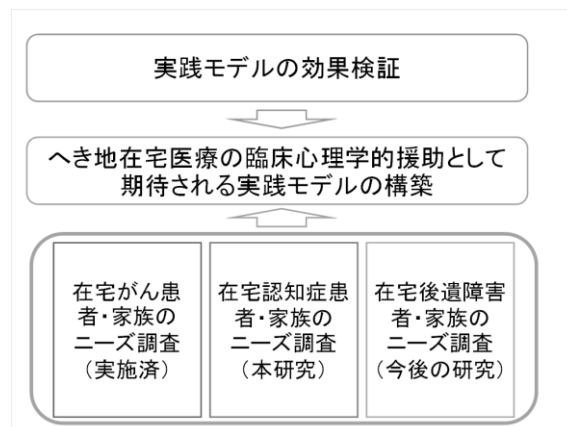 実践モデルの効果検証
へき地在宅医療の臨床心理学的援助として
期待される実践モデルの構築
在宅がん患
者・家族の
ニーズ調査
（実施済）
在宅認知症患
者・家族の
ニーズ調査
（本研究）
在宅後遺障害
者・家族の
ニーズ調査
（今後の研究）